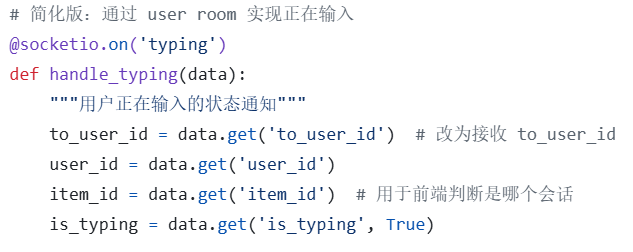 # 简化版：通过 user room 实现正在输入
@socketio.on('typing')
def handle_typing(data):
    """用户正在输入的状态通知"""
    to_user_id = data.get('to_user_id')  # 改为接收 to_user_id
    user_id = data.get('user_id')
    item_id = data.get('item_id')  # 用于前端判断是哪个会话
    is_typing = data.get('is_typing', True)